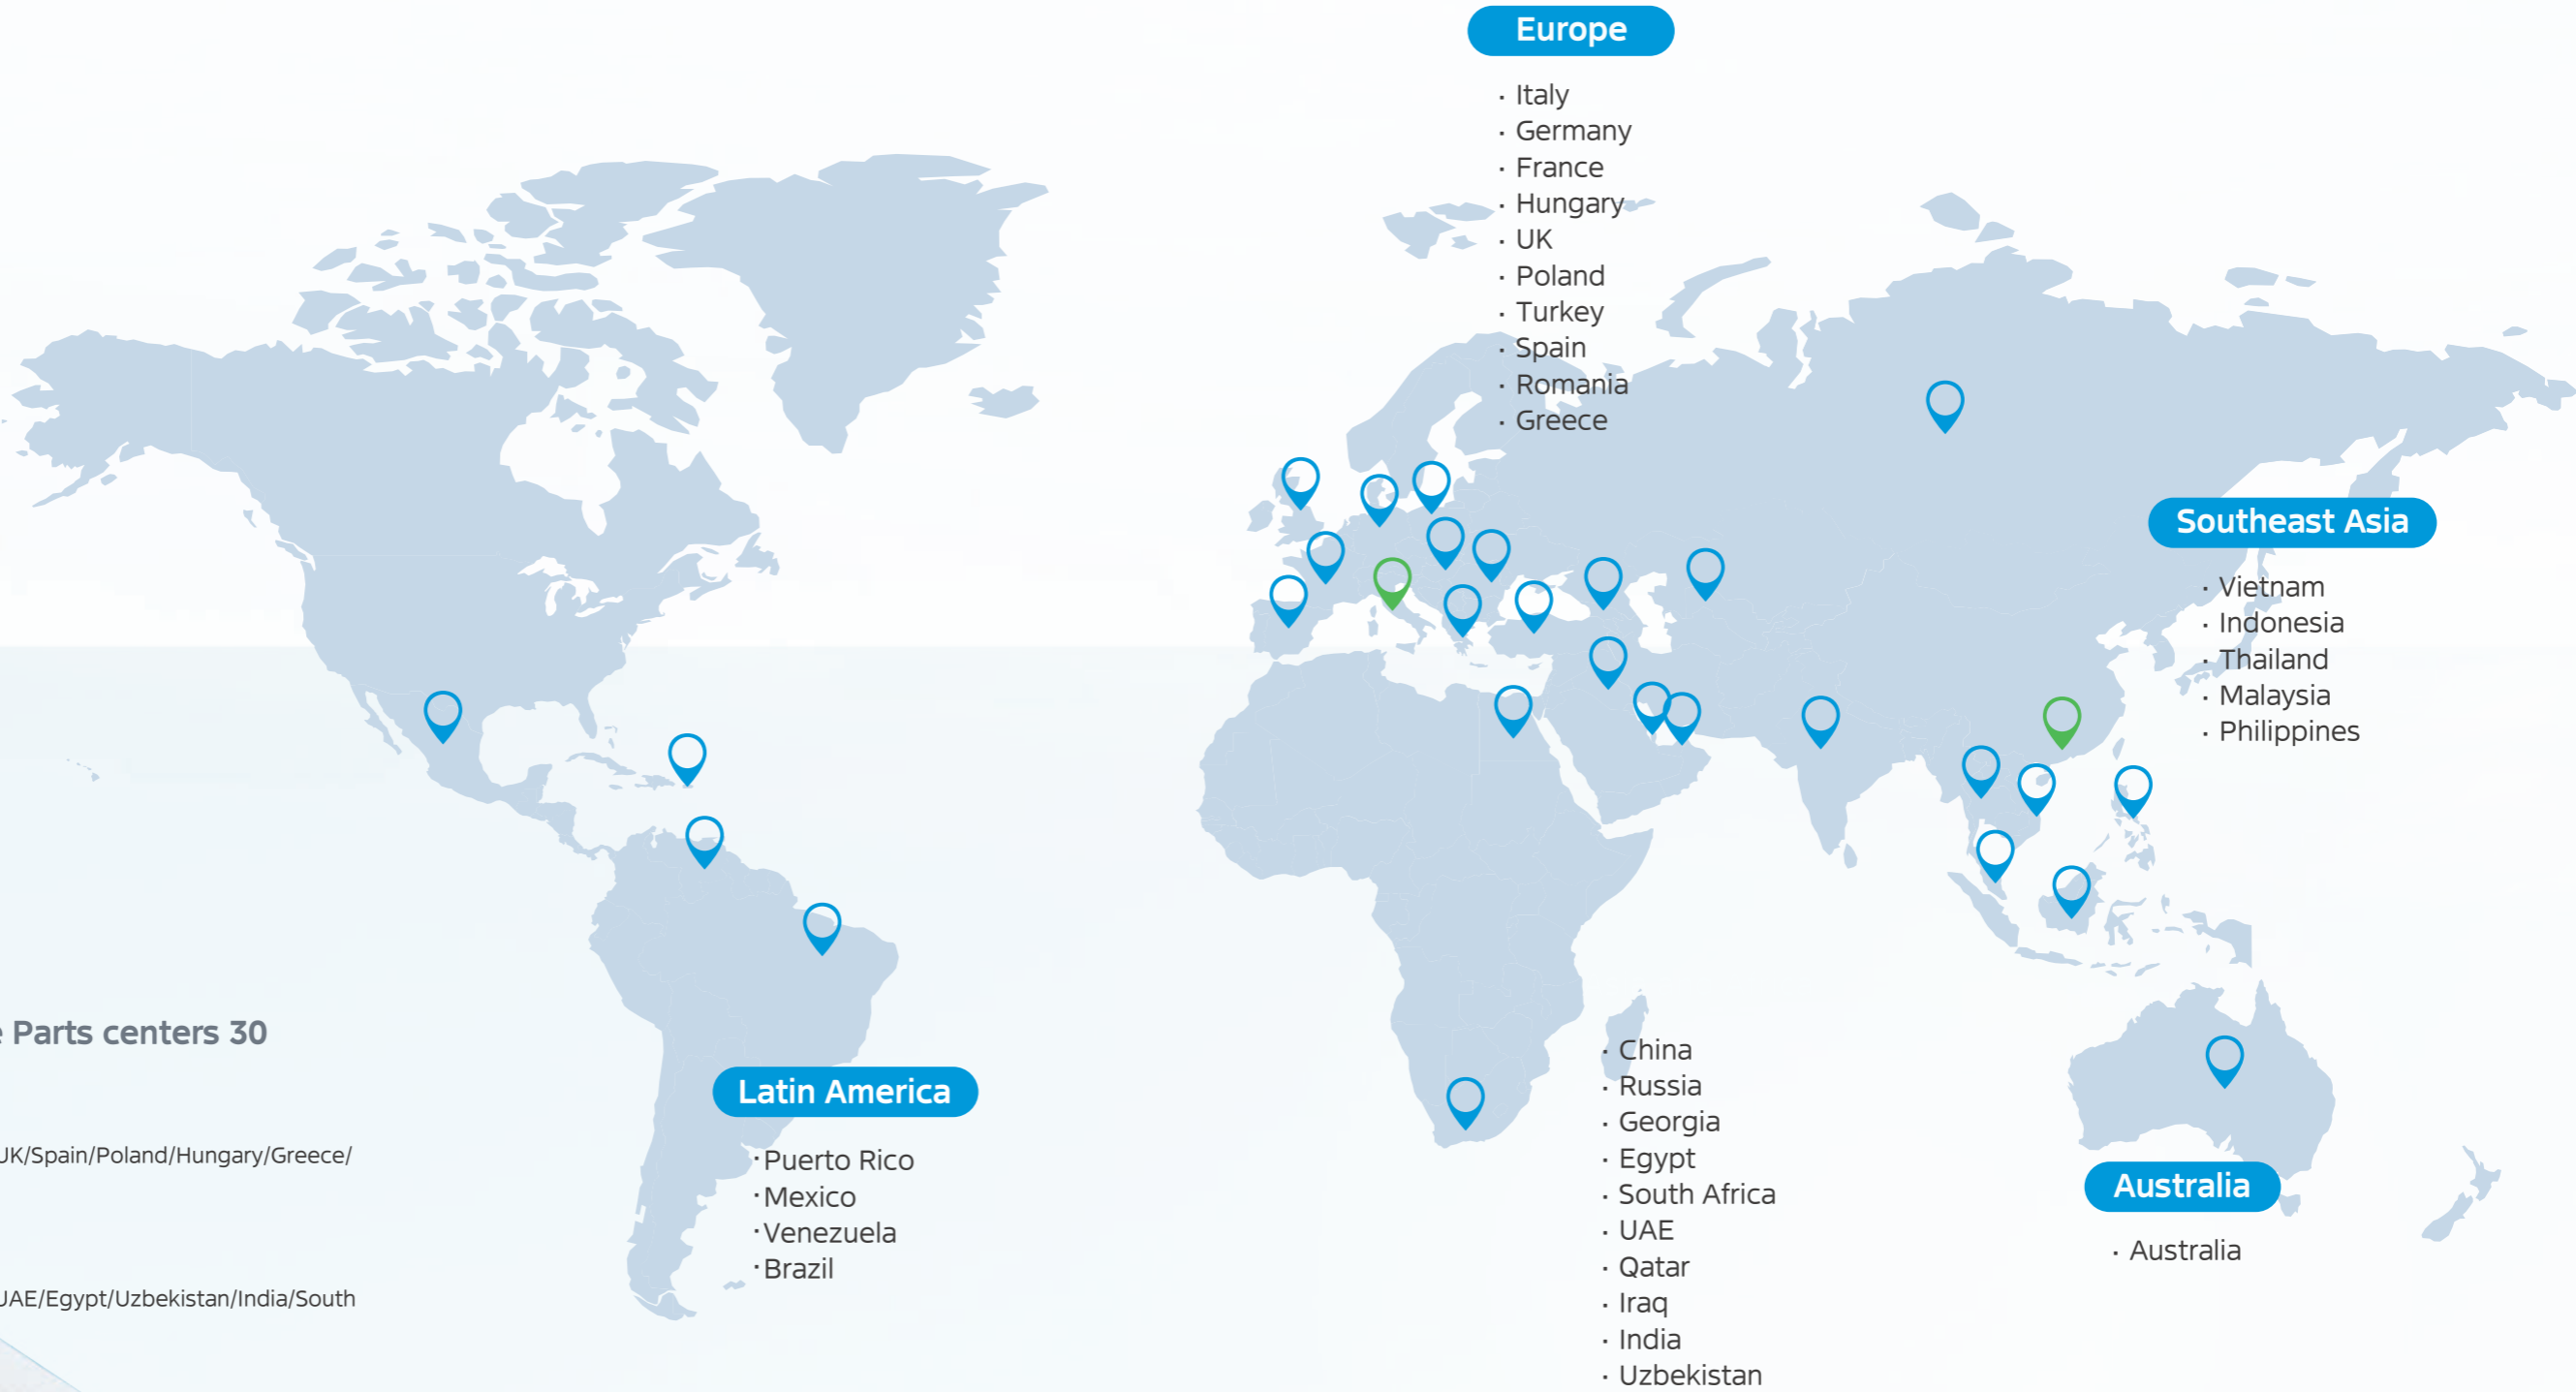 Europe
· Italy
· Germany
· France
· Hungary
· UK
· Poland
· Turkey
· Spain
· Romania
· Greece
Southeast Asia
· Vietnam
· Indonesia
· Thailand
· Malaysia
· Philippines
Parts centers 30
UK/Spain/Poland/Hungary/Greece/
UAE/Egypt/Uzbekistan/India/South
Latin America
· Puerto Rico
· Mexico
· Venezuela
· Brazil
· China
· Russia
· Georgia
· Egypt
· South Africa
· UAE
· Qatar
· Iraq
· India
· Uzbekistan
Australia
· Australia